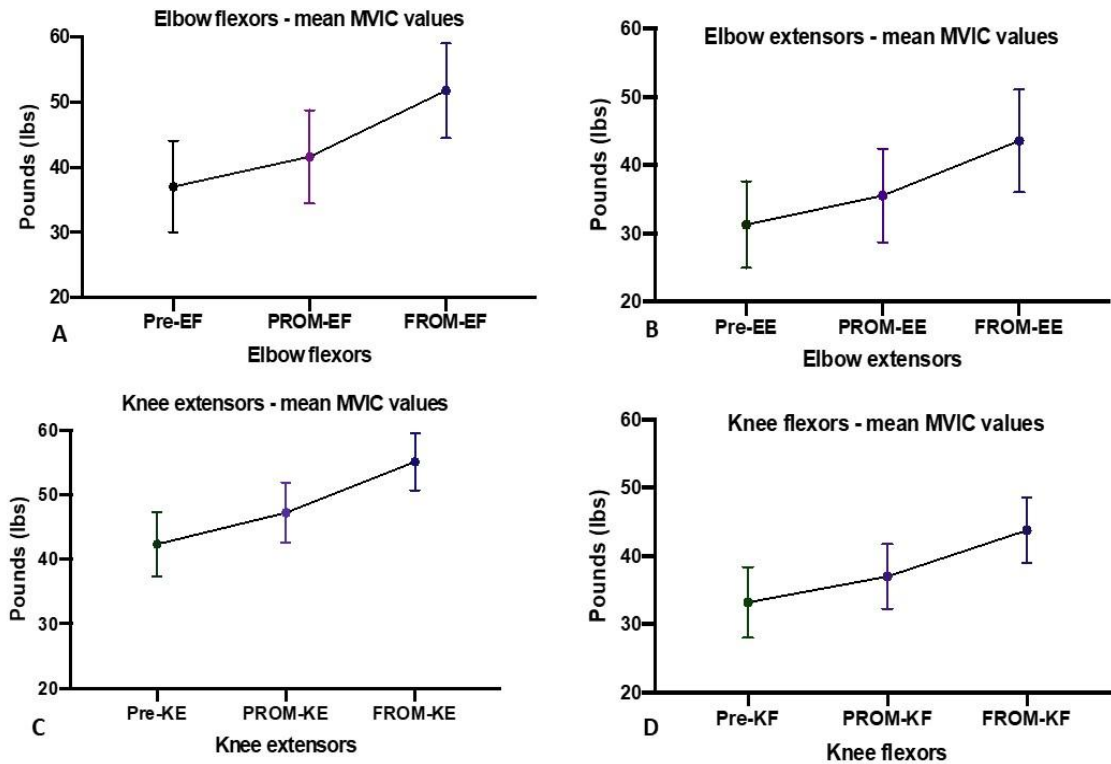 Elbow flexors - mean MVIC values
Pounds (lbs)
60
50
40
30
20
Pre-EF PROM-EF FROM-EF
A
Elbow flexors
Elbow extensors - mean MVIC values
Pounds (lbs)
60
50
40
30
20
Pre-EE PROM-EE FROM-EE
B
Elbow extensors
Knee extensors - mean MVIC values
Pounds (lbs)
60
50
40
30
20
Pre-KE PROM-KE FROM-KE
C
Knee extensors
Knee flexors - mean MVIC values
Pounds (lbs)
60
50
40
30
20
Pre-KF PROM-KF FROM-KF
D
Knee flexors